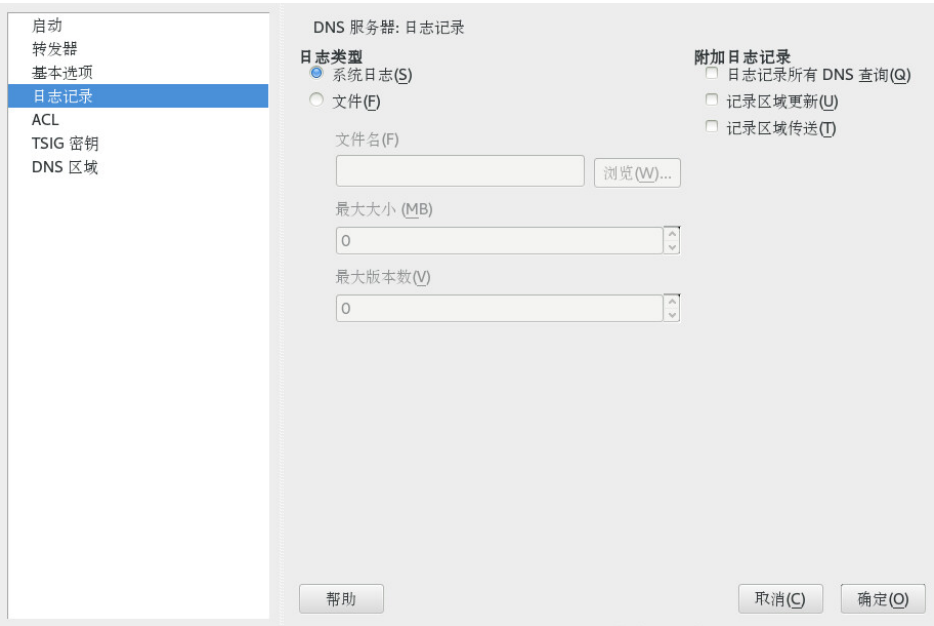 启动
转发器
基本选项
日志记录
ACL
TSIG 密钥
DNS 区域
DNS 服务器: 日志记录
日志类型
系统日志(S)
文件(F)
文件名(F)
浏览(W)...
最大大小 (MB)
0
最大版本数(V)
0
附加日志记录
日志记录所有 DNS 查询(Q)
记录区域更新(U)
记录区域传送(T)
帮助
取消(C)
确定(O)